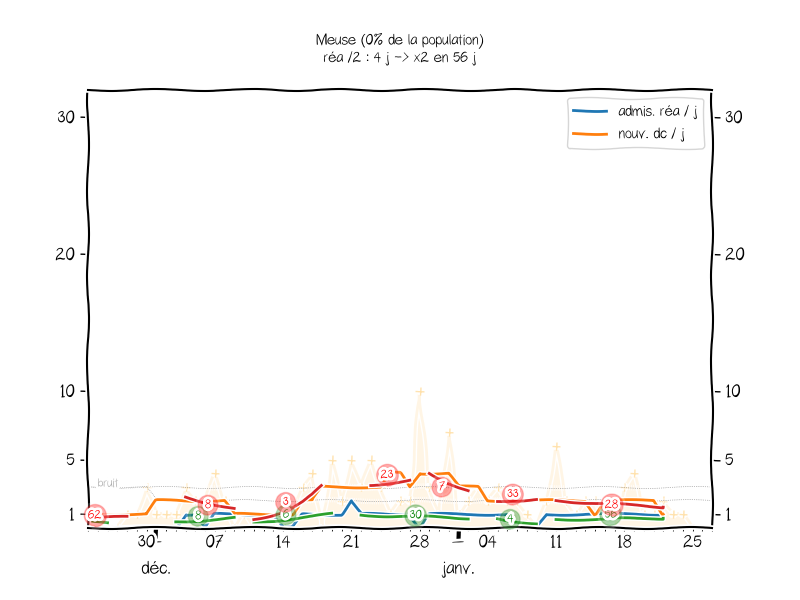 Meuse (0% de la population)
réa /2 : 4 j -> x2 en 56 j
admis. réa / j
nouv. dc / j
30 30
20 20
10 10
5 5
bruit
1 1
62 8 8 3 6 23 30 7 33 4 28 56
30 07 14 21 28 04 11 18 25
déc. janv.